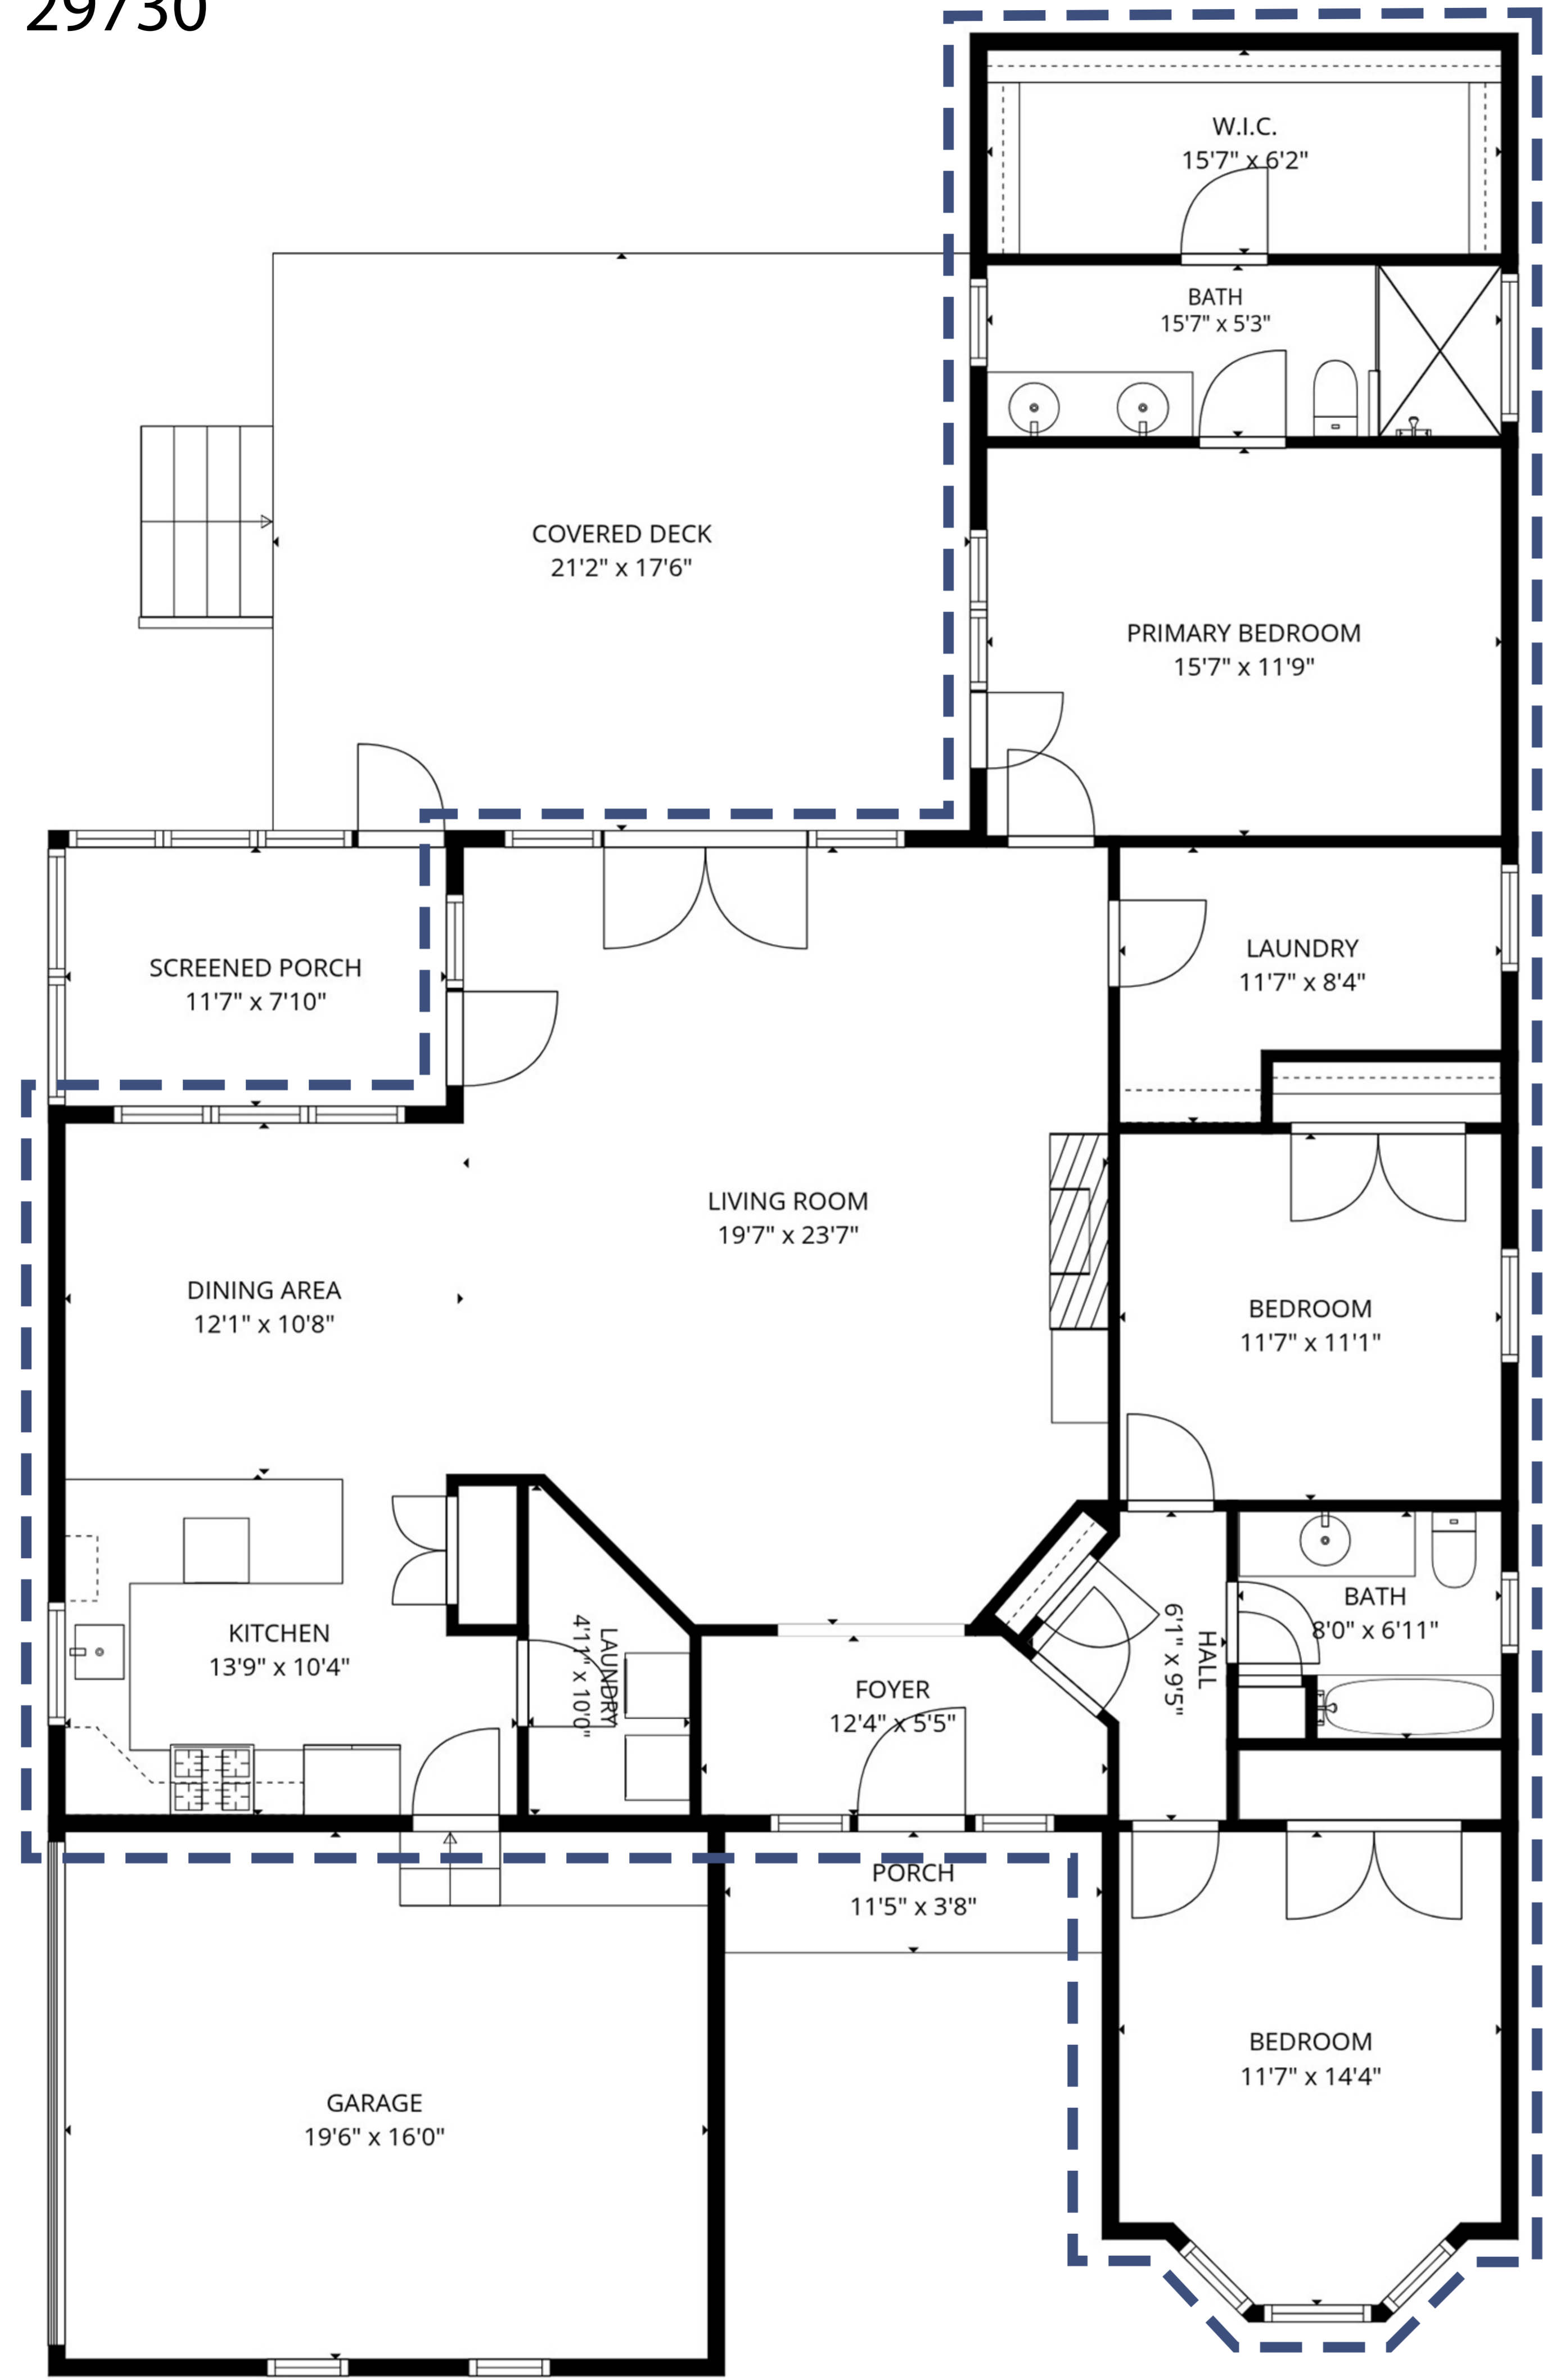 29730
W.I.C.
15'7" x 6'2"
BATH
15'7" x 5'3"
COVERED DECK
21'2" x 17'6"
PRIMARY BEDROOM
15'7" x 11'9"
SCREENED PORCH
11'7" x 7'10"
LAUNDRY
11'7" x 8'4"
LIVING ROOM
19'7" x 23'7"
DINING AREA
12'1" x 10'8"
BEDROOM
11'7" x 11'1"
KITCHEN
13'9" x 10'4"
LAUNDRY
4'11" x 10'0"
FOYER
12'4" x 5'5"
HALL
6'1" x 9'5"
BATH
8'0" x 6'11"
PORCH
11'5" x 3'8"
BEDROOM
11'7" x 14'4"
GARAGE
19'6" x 16'0"